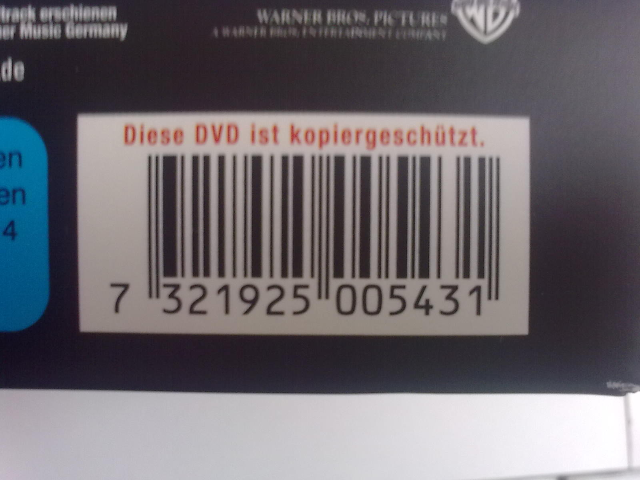 track erschienen
er Music Germany
WARNER BROS. PICTURES
A WARNER BROS. ENTERTAINMENT COMPANY
WB
.de
en
en
4
Diese DVD ist kopiergeschützt.
7 321925 005431